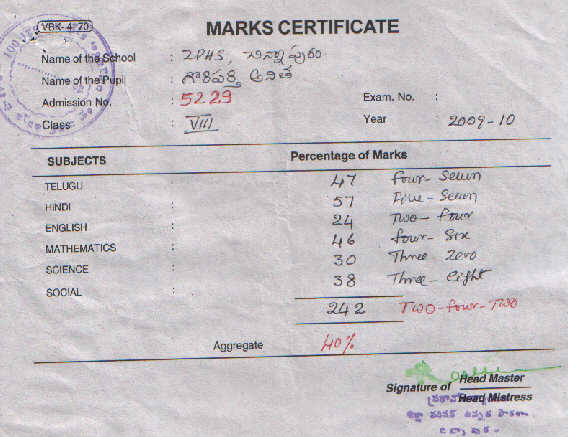 VBK-4-70
MARKS CERTIFICATE
Name of the School : ZPHS, చిన్నాపురం
Name of the Pupil : అనిత
Admission No. : 5229 Exam. No. :
Class : VIII Year 2009-10
SUBJECTS Percentage of Marks
TELUGU 47 four-Seven
HINDI : 57 Five-Seven
ENGLISH : 24 Two-four
MATHEMATICS : 46 four-Six
SCIENCE : 30 Three-Zero
SOCIAL : 38 Three-Eight
242 Two-four-Two
Aggregate 40%
Signature of Head Master
Head Mistress